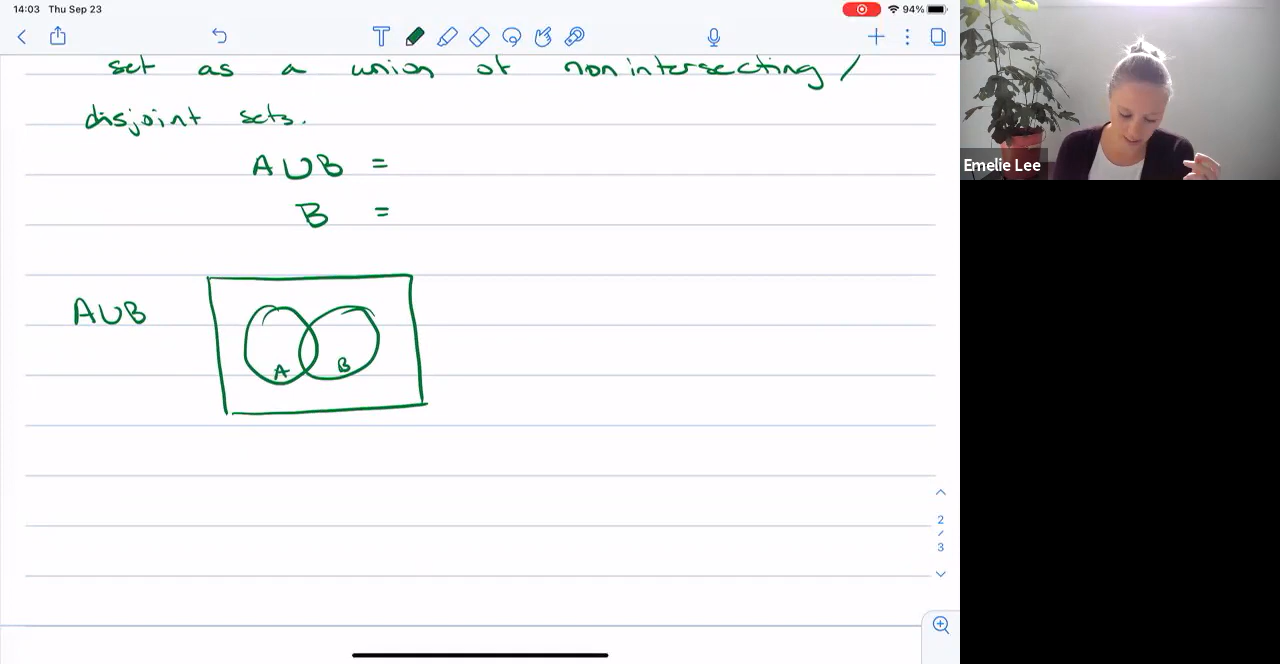 14:03 Thu Sep 23
94%
set as a union of nonintersecting /
disjoint sets.
A∪B =
B =
A∪B
A B
2
/
3
Emelie Lee